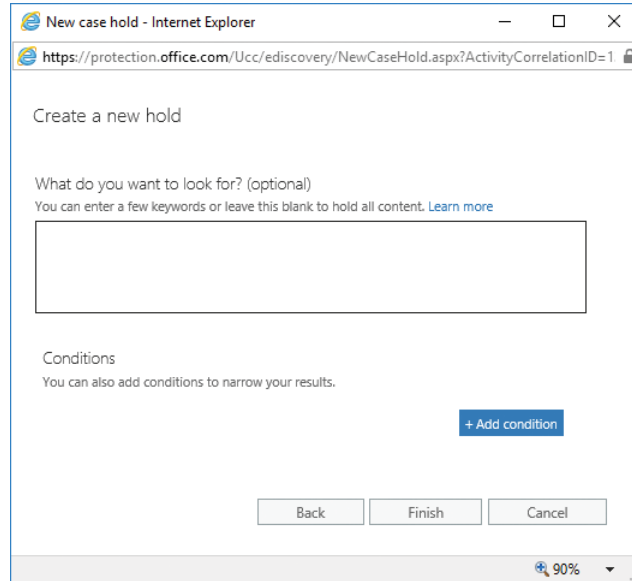 New case hold - Internet Explorer
https://protection.office.com/Ucc/ediscovery/NewCaseHold.aspx?ActivityCorrelationID=1
Create a new hold
What do you want to look for? (optional)
You can enter a few keywords or leave this blank to hold all content. Learn more
Conditions
You can also add conditions to narrow your results.
+ Add condition
Back Finish Cancel
90%